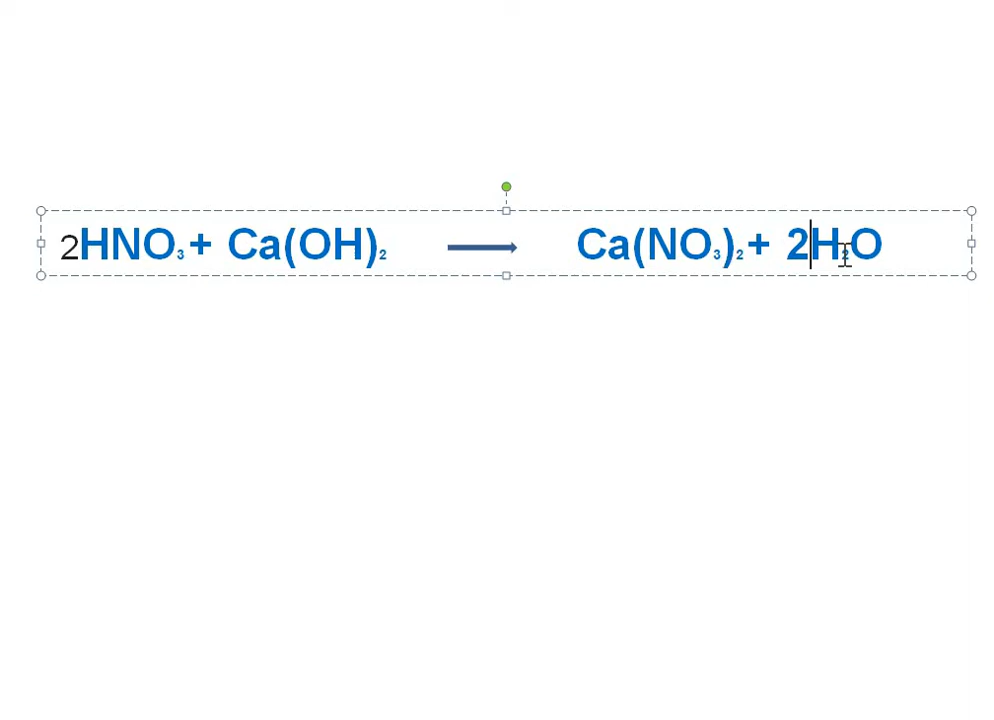 2HNO₃ + Ca(OH)₂ ⟶ Ca(NO₃)₂ + 2H₂O